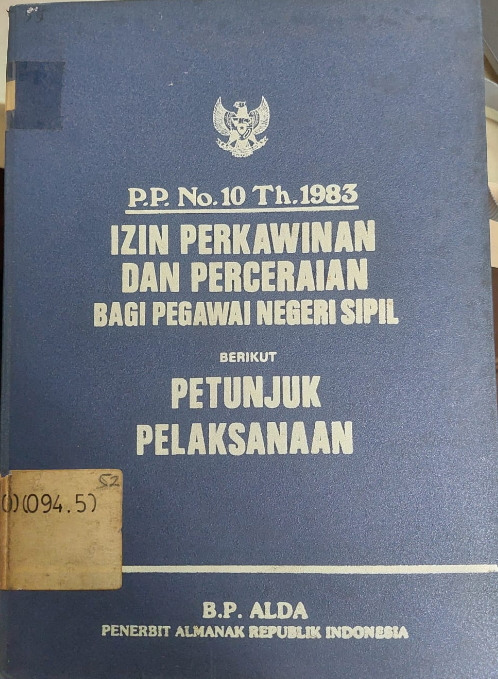 P.P. No. 10 Th. 1983
IZIN PERKAWINAN
DAN PERCERAIAN
BAGI PEGAWAI NEGERI SIPIL
BERIKUT
PETUNJUK
PELAKSANAAN
52
)(094.5)
B.P. ALDA
PENERBIT ALMANAK REPUBLIK INDONESIA